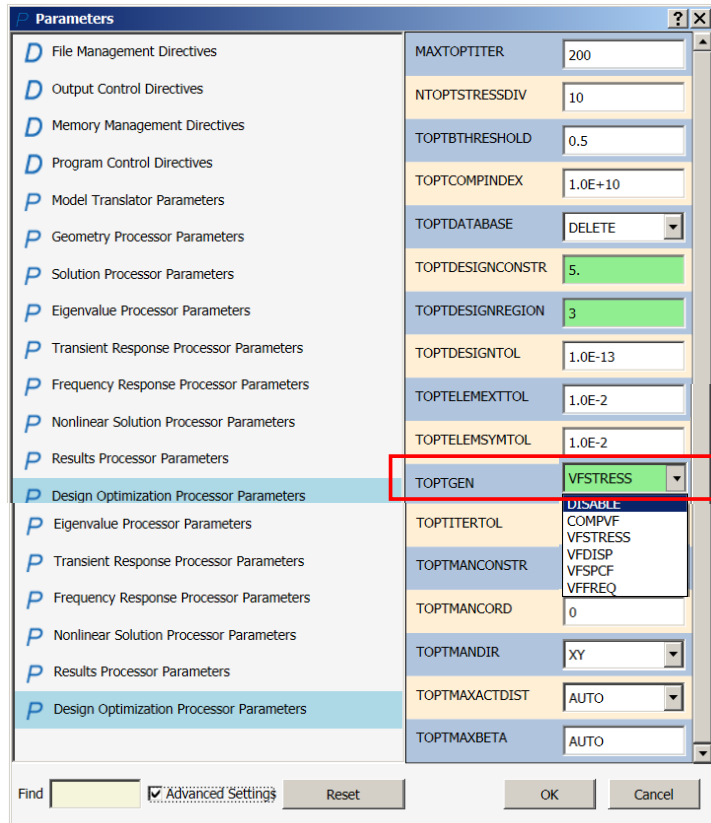 Parameters
? X
D File Management Directives
D Output Control Directives
D Memory Management Directives
D Program Control Directives
P Model Translator Parameters
P Geometry Processor Parameters
P Solution Processor Parameters
P Eigenvalue Processor Parameters
P Transient Response Processor Parameters
P Frequency Response Processor Parameters
P Nonlinear Solution Processor Parameters
P Results Processor Parameters
P Design Optimization Processor Parameters
P Eigenvalue Processor Parameters
P Transient Response Processor Parameters
P Frequency Response Processor Parameters
P Nonlinear Solution Processor Parameters
P Results Processor Parameters
P Design Optimization Processor Parameters
MAXTOPTITER 200
NTOPTSTRESSDIV 10
TOPTBTHRESHOLD 0.5
TOPTCOMPINDEX 1.0E+10
TOPTDATABASE DELETE
TOPTDESIGNCONSTR 5.
TOPTDESIGNREGION 3
TOPTDESIGNTOL 1.0E-13
TOPTELEMEXTTOL 1.0E-2
TOPTELEMSYMTOL 1.0E-2
TOPTGEN VFSTRESS
DISABLE
COMPVF
VFSTRESS
VFDISP
VFSPCF
VFFREQ
TOPTITERTOL
TOPTMANCONSTR
TOPTMANCORD 0
TOPTMANDIR XY
TOPTMAXACTDIST AUTO
TOPTMAXBETA AUTO
Find Advanced Settings Reset OK Cancel